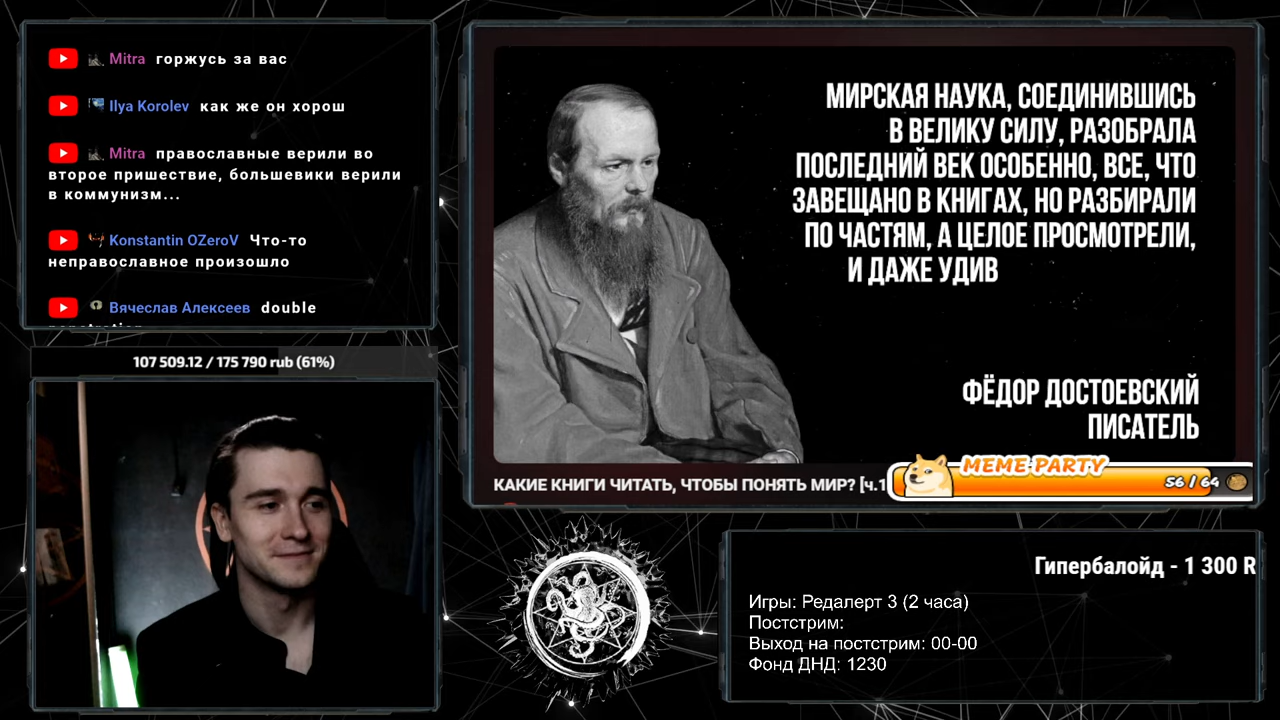 Mitra горжусь за вас
Ilya Korolev как же он хорош
Mitra православные верили во
второе пришествие, большевики верили
в коммунизм...
Konstantin OZeroV Что-то
неправославное произошло
Вячеслав Алексеев double
107 509.12 / 175 790 rub (61%)
МИРСКАЯ НАУКА, СОЕДИНИВШИСЬ
В ВЕЛИКУ СИЛУ, РАЗОБРАЛА
ПОСЛЕДНИЙ ВЕК ОСОБЕННО, ВСЕ, ЧТО
ЗАВЕЩАНО В КНИГАХ, НО РАЗБИРАЛИ
ПО ЧАСТЯМ, А ЦЕЛОЕ ПРОСМОТРЕЛИ,
И ДАЖЕ УДИВ
ФЁДОР ДОСТОЕВСКИЙ
ПИСАТЕЛЬ
КАКИЕ КНИГИ ЧИТАТЬ, ЧТОБЫ ПОНЯТЬ МИР? [ч.1
MEME PARTY
56 / 64
Гипербалойд - 1 300 R
Игры: Редалерт 3 (2 часа)
Постстрим:
Выход на постстрим: 00-00
Фонд ДНД: 1230